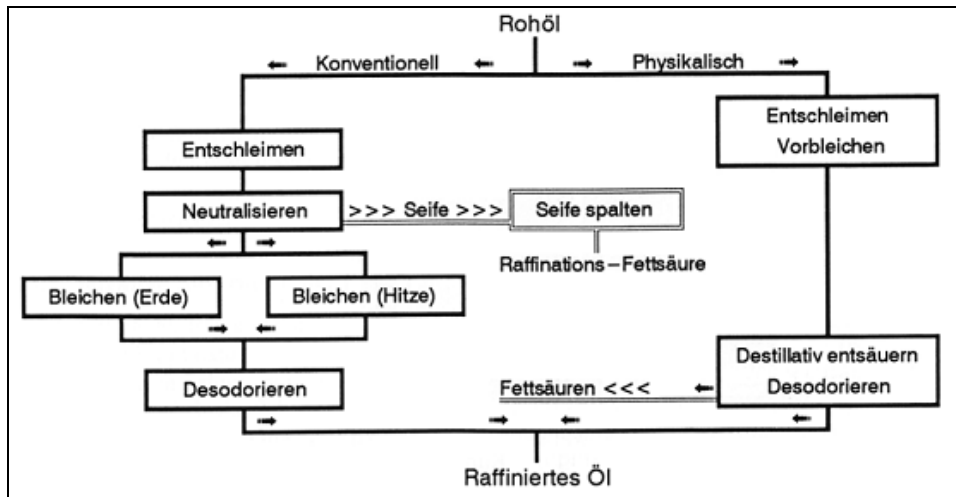 Rohöl
Konventionell
Physikalisch
Entschleimen
Vorbleichen
Entschleimen
Neutralisieren
>>> Seife >>>
Seife spalten
Raffinations-Fettsäure
Bleichen (Erde)
Bleichen (Hitze)
Destillativ entsäuern
Desodorieren
Desodorieren
Fettsäuren <<<
Raffiniertes Öl